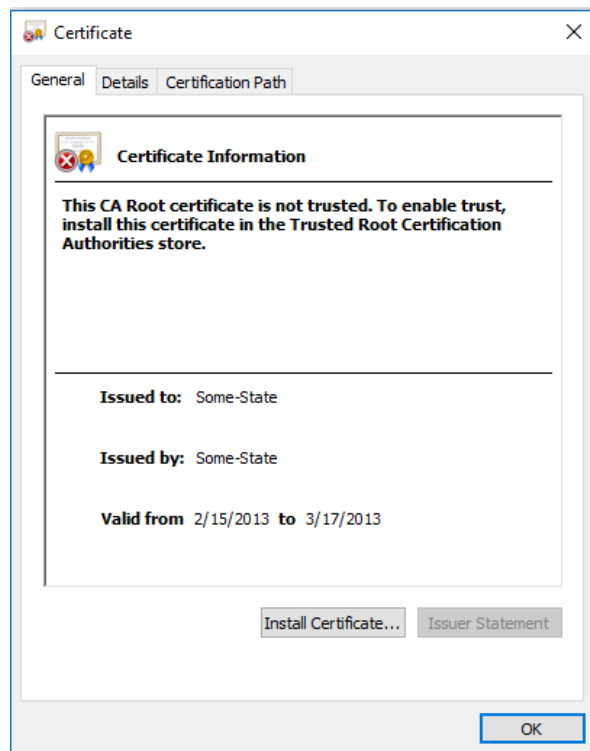 Certificate
General Details Certification Path
Certificate Information
This CA Root certificate is not trusted. To enable trust,
install this certificate in the Trusted Root Certification
Authorities store.
Issued to: Some-State
Issued by: Some-State
Valid from 2/15/2013 to 3/17/2013
Install Certificate... Issuer Statement
OK